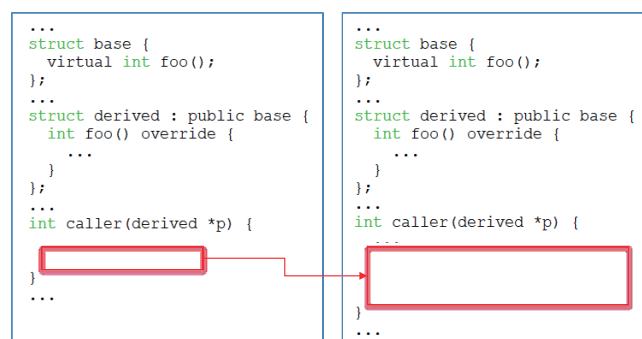 ...
struct base {
virtual int foo();
};
...
struct derived : public base {
int foo() override {
...
}
};
...
int caller(derived *p) {
}
...
...
struct base {
virtual int foo();
};
...
struct derived : public base {
int foo() override {
...
}
};
...
int caller(derived *p) {
...
}
...